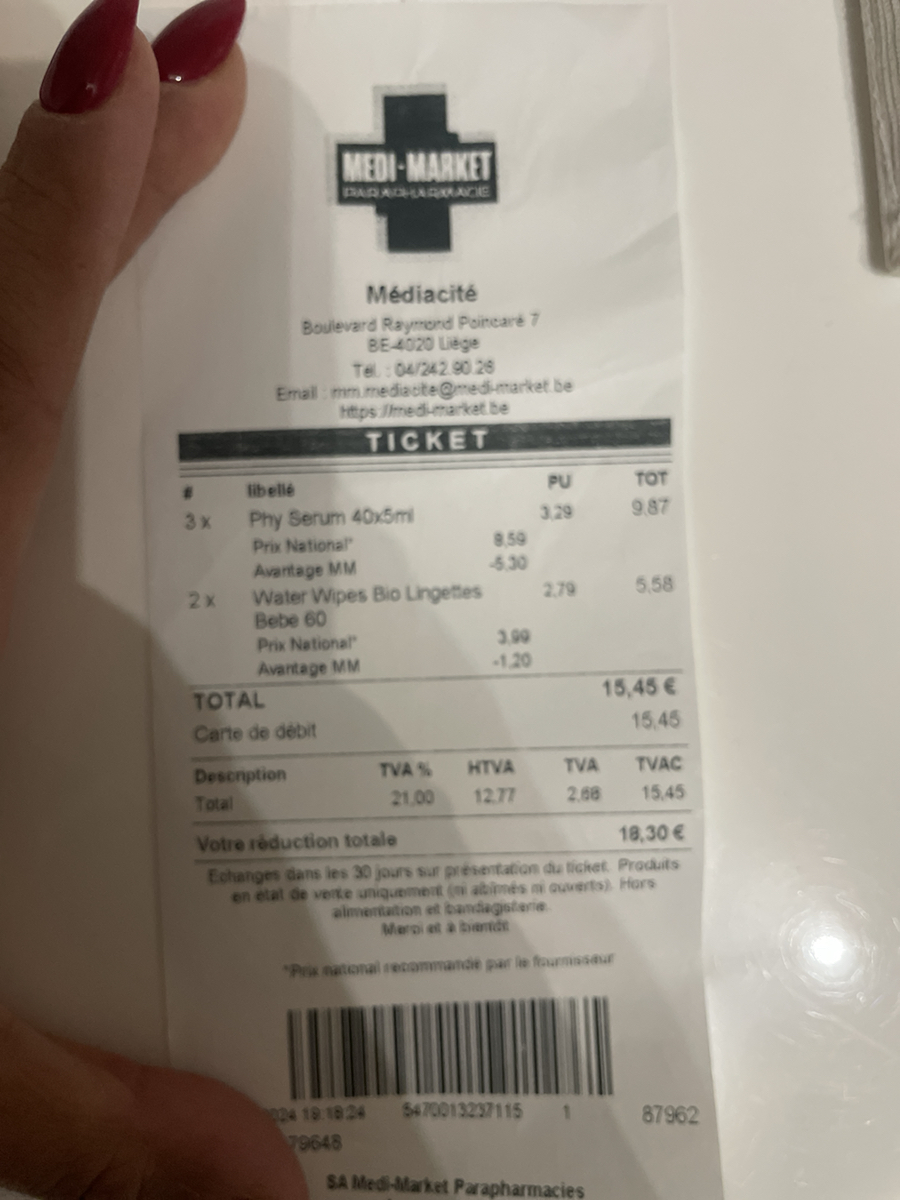 MEDI-MARKET
PARAPHARMACIE
Médiacité
Boulevard Raymond Poincaré 7
BE-4020 Liège
Tél. : 04/242.90.26
Email : mm.mediacite@medi-market.be
https://medi-market.be
TICKET
# libellé PU TOT
3 x Phy Serum 40x5ml 3,29 9,87
Prix National* 8,59
Avantage MM -5,30
2 x Water Wipes Bio Lingettes 2,79 5,58
Bebe 60
Prix National* 3,99
Avantage MM -1,20
TOTAL 15,45 €
Carte de débit 15,45
Description TVA % HTVA TVA TVAC
Total 21,00 12,77 2,68 15,45
Votre réduction totale 18,30 €
Echanges dans les 30 jours sur présentation du ticket. Produits
en état de vente uniquement (ni abîmés ni ouverts). Hors
alimentation et bandagisterie.
Merci et à bientôt
*Prix national recommandé par le fournisseur
024 18:18:24 5470013237115 1 87962
79648
SA Medi-Market Parapharmacies